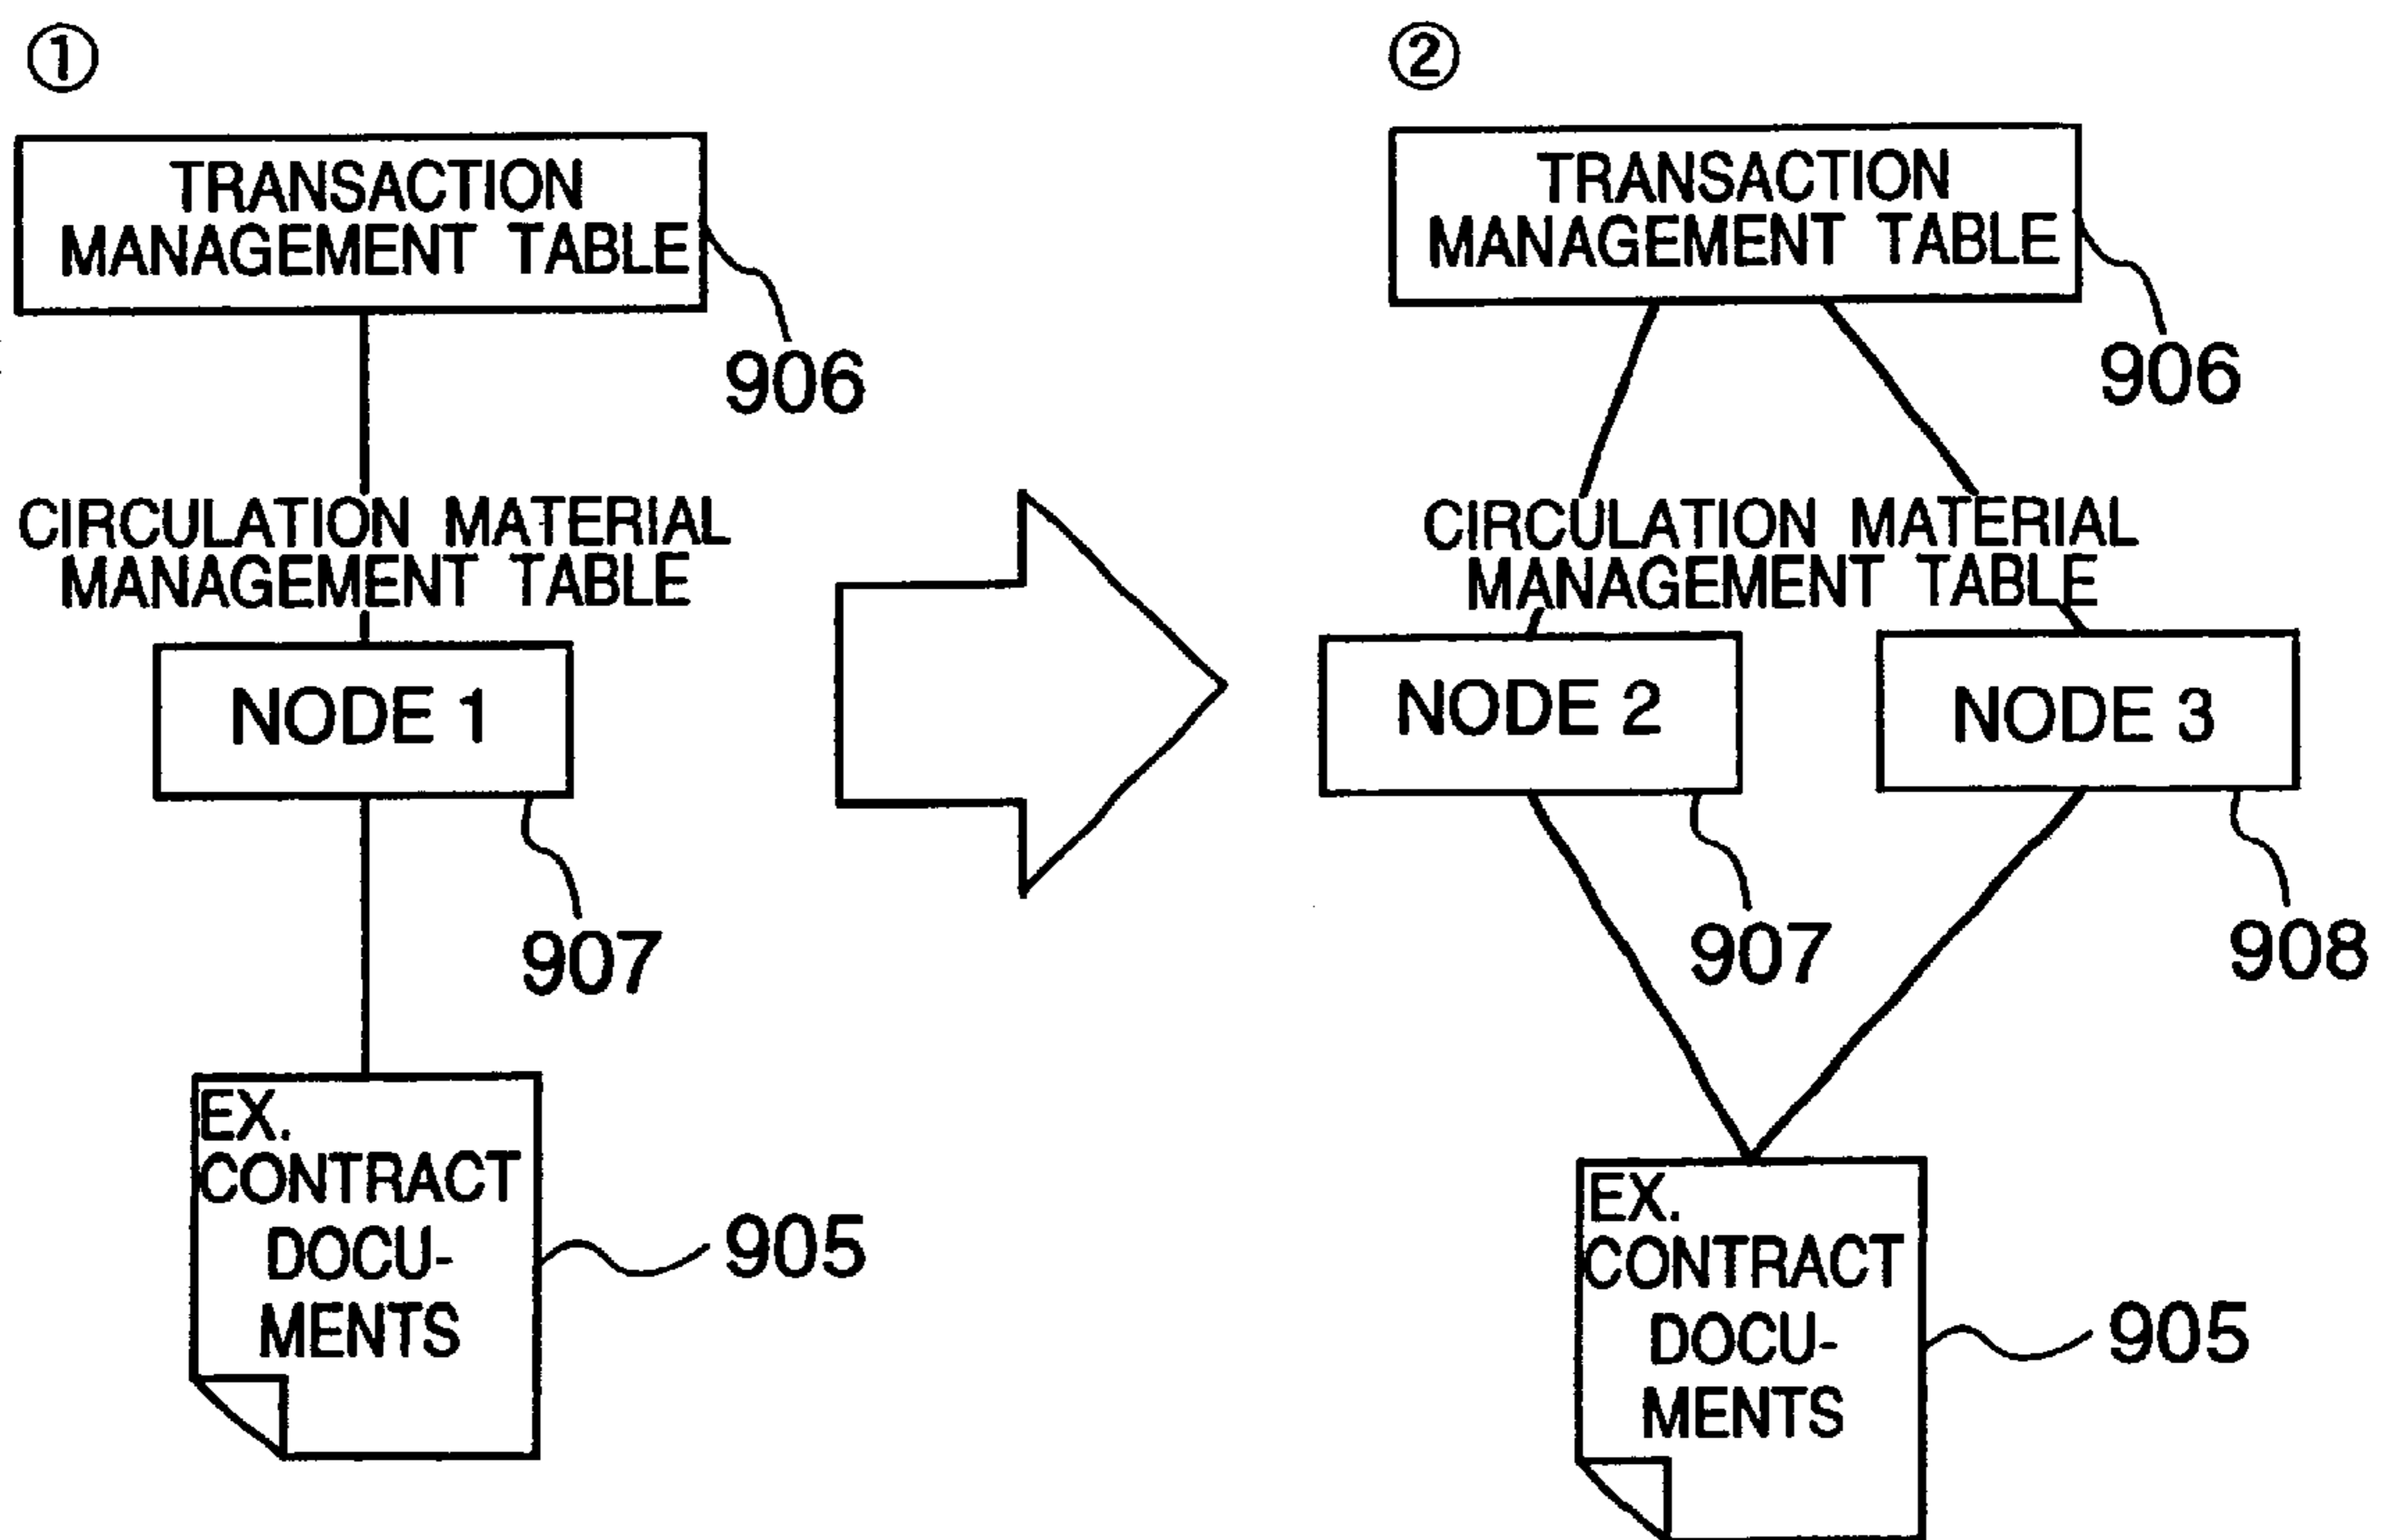 ①
TRANSACTION
MANAGEMENT TABLE
906
CIRCULATION MATERIAL
MANAGEMENT TABLE
NODE 1
907
EX.
CONTRACT
DOCU-
MENTS
905
②
TRANSACTION
MANAGEMENT TABLE
906
CIRCULATION MATERIAL
MANAGEMENT TABLE
NODE 2
NODE 3
907
908
EX.
CONTRACT
DOCU-
MENTS
905